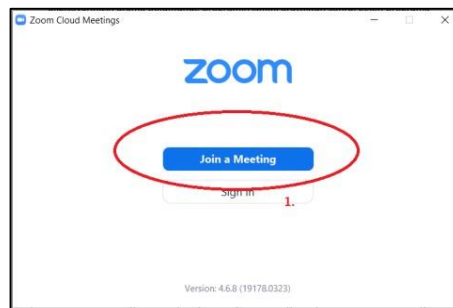 Zoom Cloud Meetings
zoom
Join a Meeting
Sign In
1.
Version: 4.6.8 (19178.0323)